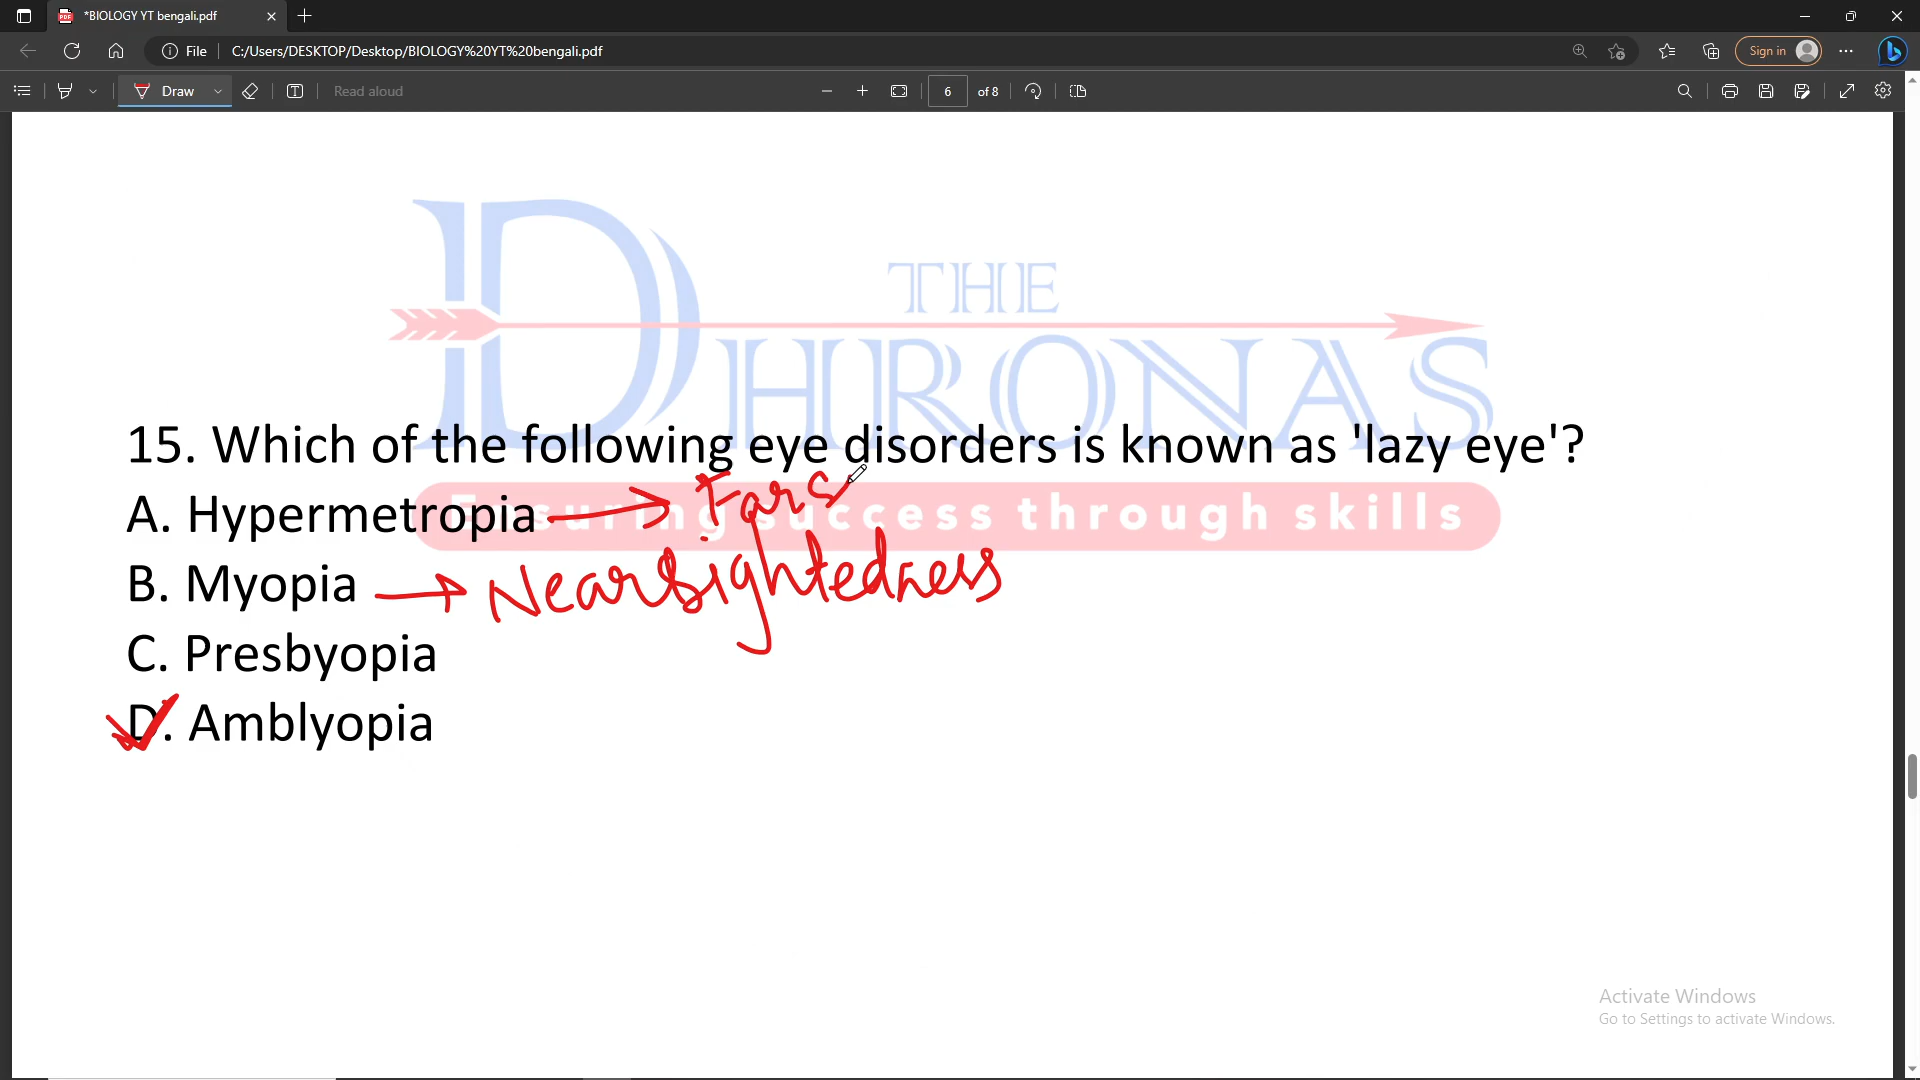 *BIOLOGY YT bengali.pdf
File C:/Users/DESKTOP/Desktop/BIOLOGY%20YT%20bengali.pdf Sign in
Draw Read aloud 6 of 8
THE
DHRONAS
15. Which of the following eye disorders is known as 'lazy eye'?
Ensuring success through skills
A. Hypermetropia → Fars
B. Myopia → Nearsightedness
C. Presbyopia
D. Amblyopia
Activate Windows
Go to Settings to activate Windows.